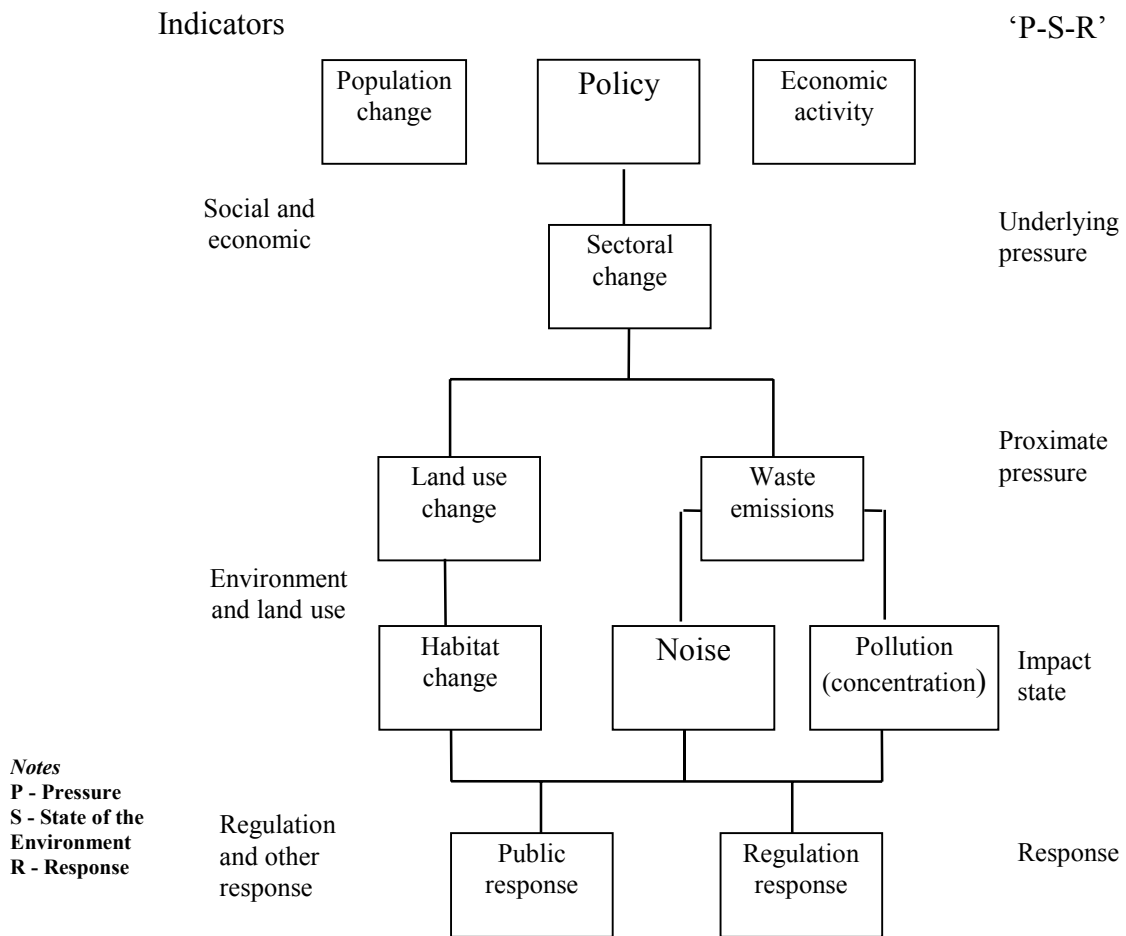 Indicators
‘P-S-R’
Population
change
Policy
Economic
activity
Social and
economic
Sectoral
change
Underlying
pressure
Land use
change
Waste
emissions
Proximate
pressure
Environment
and land use
Habitat
change
Noise
Pollution
(concentration)
Impact
state
Notes
P - Pressure
S - State of the
Environment
R - Response
Regulation
and other
response
Public
response
Regulation
response
Response